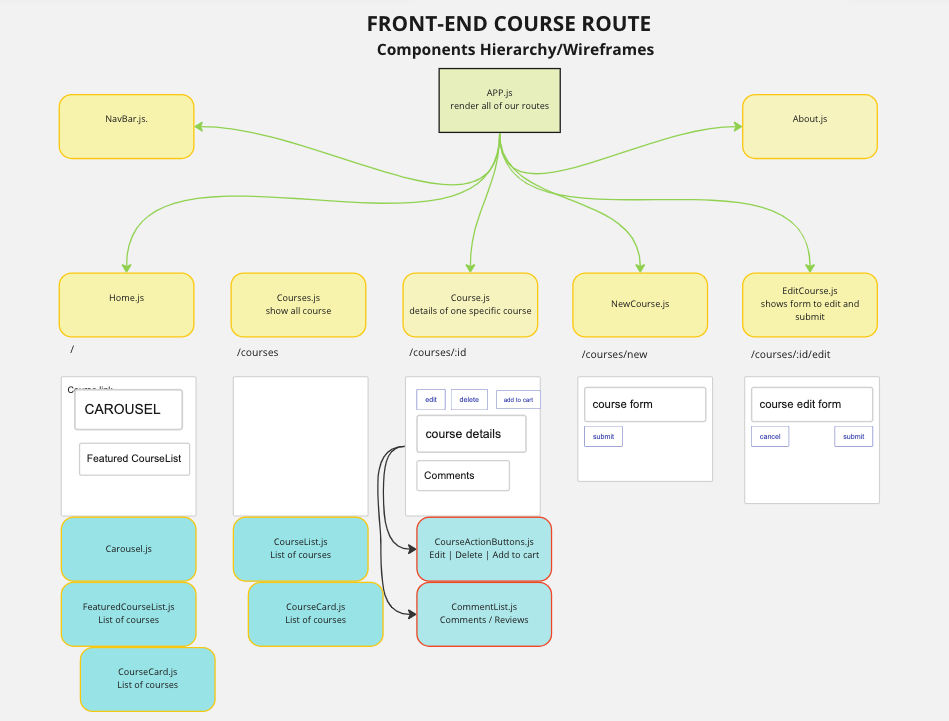 FRONT-END COURSE ROUTE
Components Hierarchy/Wireframes
APP.js
render all of our routes
NavBar.js.
About.js
Home.js
Courses.js
show all course
Course.js
details of one specific course
NewCourse.js
EditCourse.js
shows form to edit and
submit
/
/courses
/courses/:id
/courses/new
/courses/:id/edit
Course link
CAROUSEL
Featured CourseList
edit
delete
add to cart
course details
Comments
course form
submit
course edit form
cancel
submit
Carousel.js
FeaturedCourseList.js
List of courses
CourseCard.js
List of courses
CourseList.js
List of courses
CourseCard.js
List of courses
CourseActionButtons.js
Edit | Delete | Add to cart
CommentList.js
Comments / Reviews